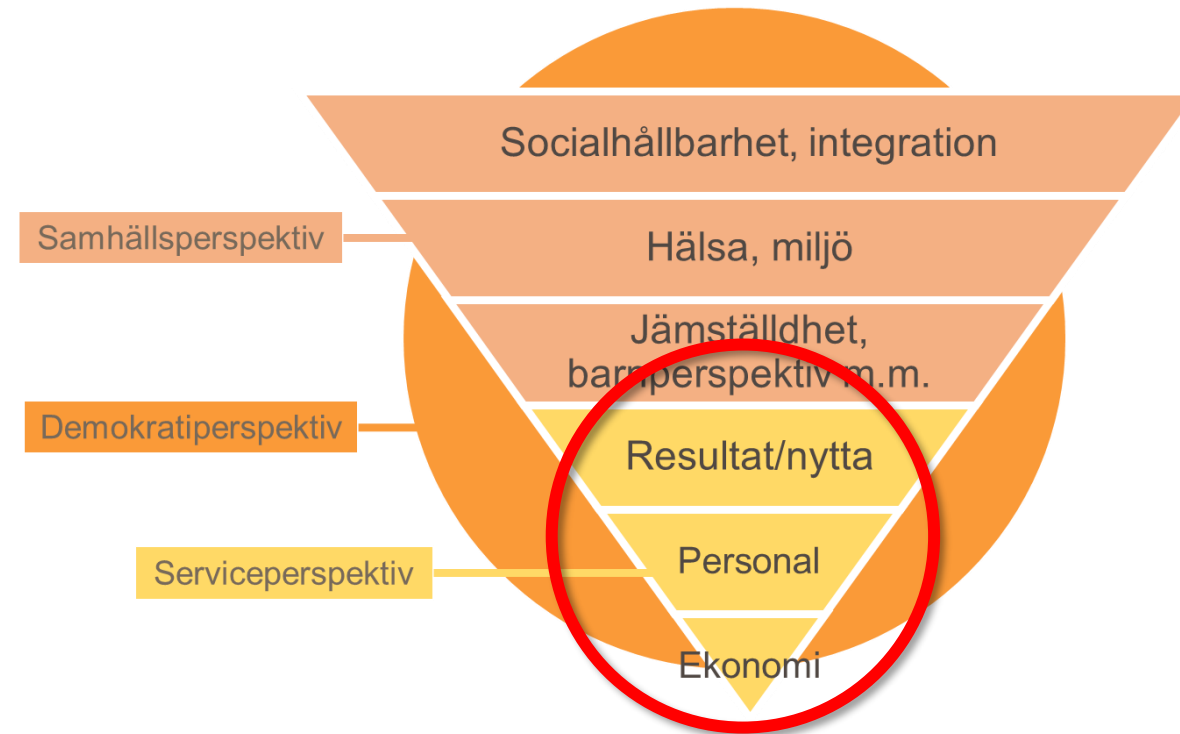 Socialhållbarhet, integration
Samhällsperspektiv
Hälsa, miljö
Jämställdhet,
barnperspektiv m.m.
Demokratiperspektiv
Resultat/nytta
Personal
Serviceperspektiv
Ekonomi